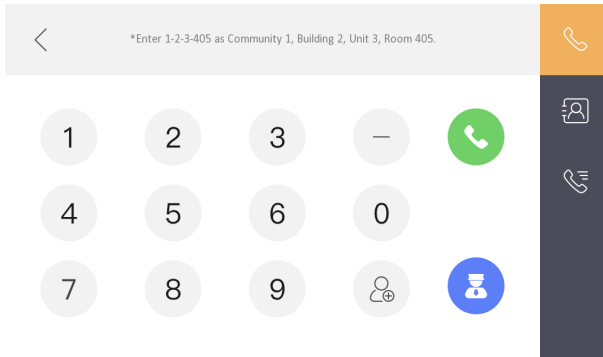 *Enter 1-2-3-405 as Community 1, Building 2, Unit 3, Room 405.
1 2 3 —
4 5 6 0
7 8 9